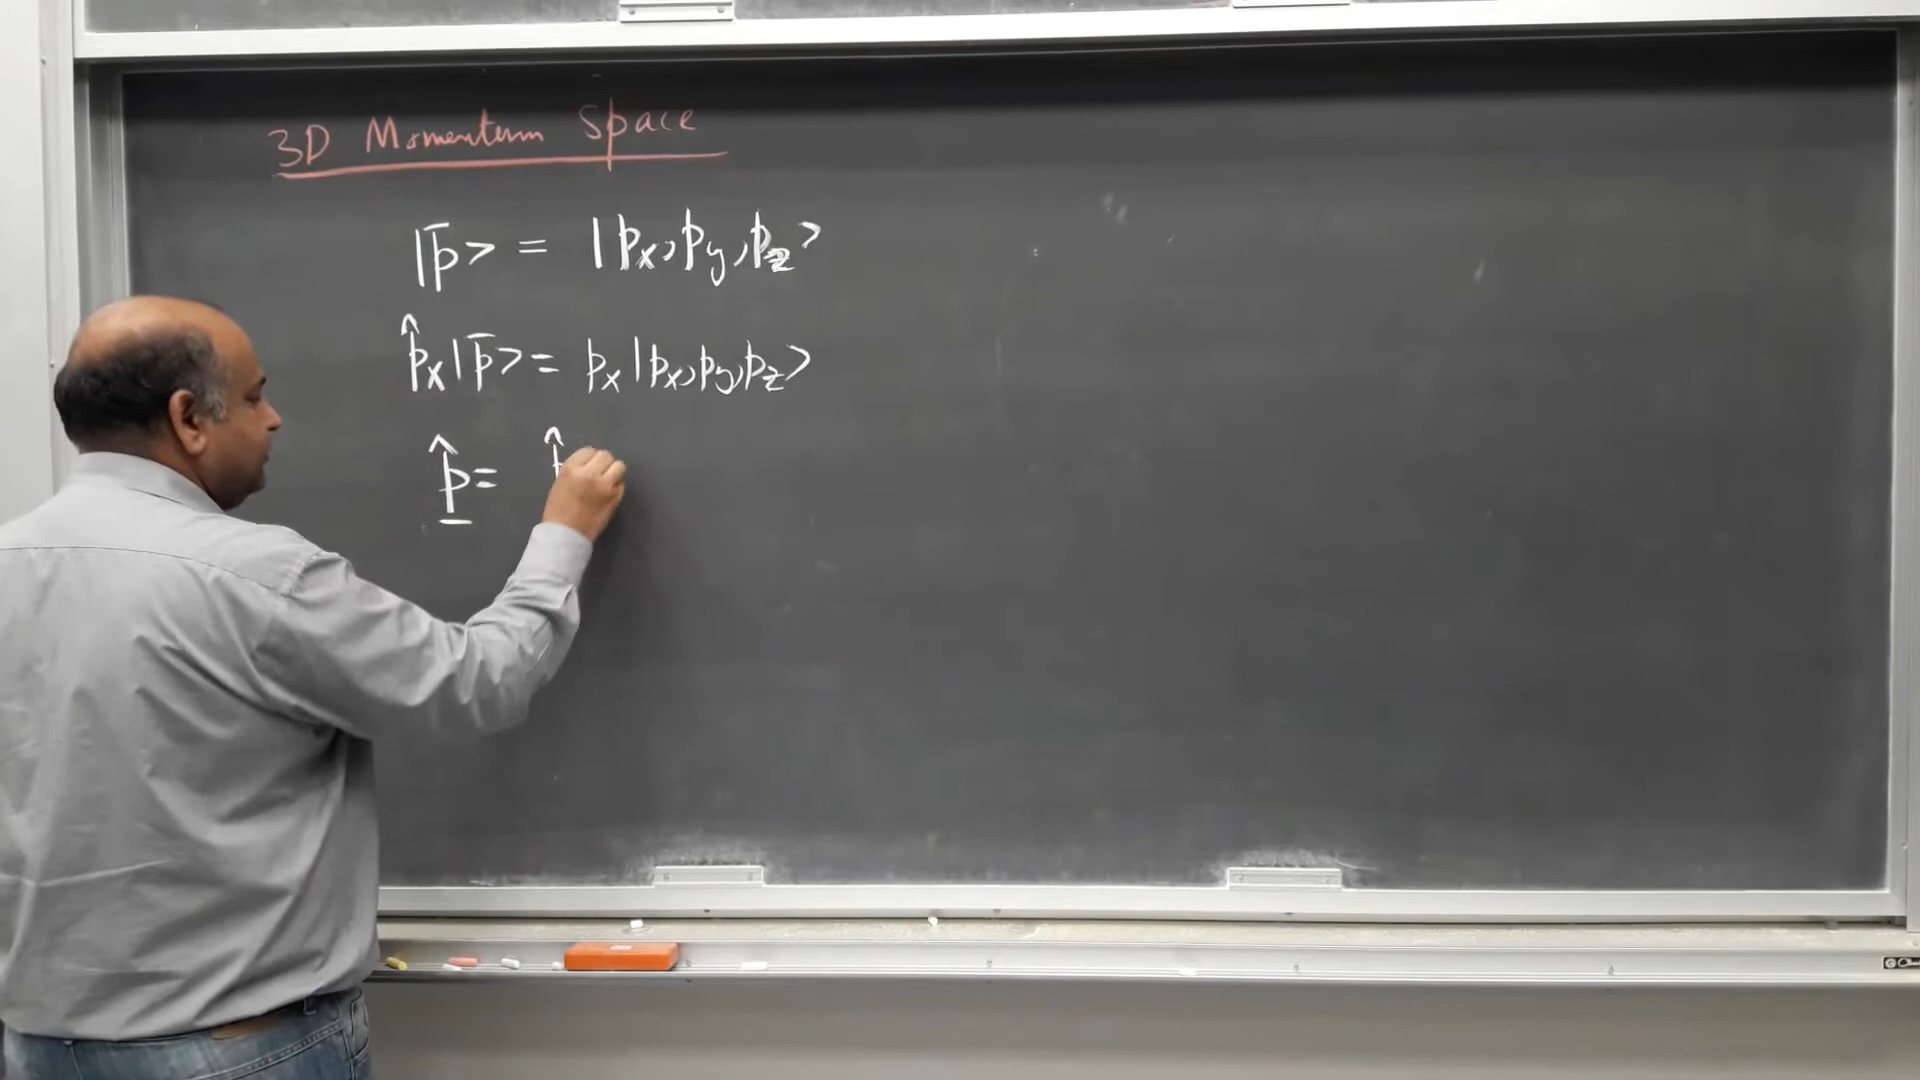 3D Momentum Space
|p̄> = |px, py, pz>
p̂x|p̄> = px|px, py, pz>
p̲̂ = p̂